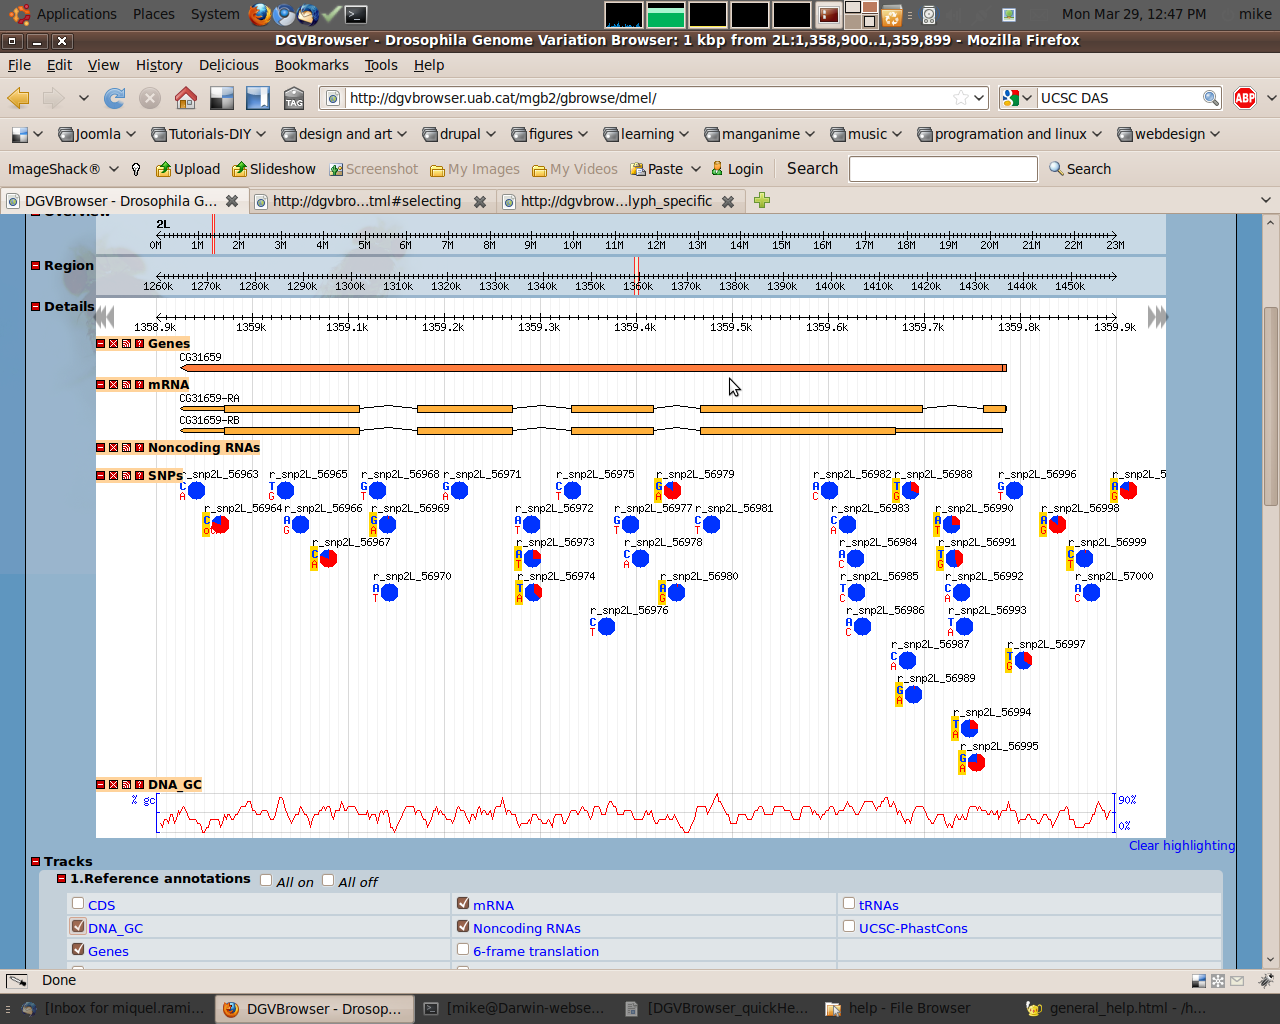 Applications Places System Mon Mar 29, 12:47 PM mike
DGVBrowser - Drosophila Genome Variation Browser: 1 kbp from 2L:1,358,900..1,359,899 - Mozilla Firefox
File Edit View History Delicious Bookmarks Tools Help
TAG http://dgvbrowser.uab.cat/mgb2/gbrowse/dmel/ UCSC DAS ABP
Joomla Tutorials-DIY design and art drupal figures learning manganime music programation and linux webdesign
ImageShack® Upload Slideshow Screenshot My Images My Videos Paste Login Search Search
DGVBrowser - Drosophila G... http://dgvbro...tml#selecting http://dgvbrow...lyph_specific
Overview
2L
0M 1M 2M 3M 4M 5M 6M 7M 8M 9M 10M 11M 12M 13M 14M 15M 16M 17M 18M 19M 20M 21M 22M 23M
Region
1260k 1270k 1280k 1290k 1300k 1310k 1320k 1330k 1340k 1350k 1360k 1370k 1380k 1390k 1400k 1410k 1420k 1430k 1440k 1450k
Details
1358.9k 1359k 1359.1k 1359.2k 1359.3k 1359.4k 1359.5k 1359.6k 1359.7k 1359.8k 1359.9k
Genes
CG31659
mRNA
CG31659-RA
CG31659-RB
Noncoding RNAs
SNPs r_snp2L_56963 r_snp2L_56965 r_snp2L_56968 r_snp2L_56971 r_snp2L_56975 r_snp2L_56979 r_snp2L_56982 r_snp2L_56988 r_snp2L_56996 r_snp2L_5
C T G G C G A T G A
A G T A T A C G T G
r_snp2L_56964 r_snp2L_56966 r_snp2L_56969 r_snp2L_56972 r_snp2L_56977 r_snp2L_56981 r_snp2L_56983 r_snp2L_56990 r_snp2L_56998
C A G A G C C A A
G A T T T A T G
r_snp2L_56967 r_snp2L_56973 r_snp2L_56978 r_snp2L_56984 r_snp2L_56991 r_snp2L_56999
C A C A T C
A T A C G T
r_snp2L_56970 r_snp2L_56974 r_snp2L_56980 r_snp2L_56985 r_snp2L_56992 r_snp2L_57000
A T A T C A
T A G C A C
r_snp2L_56976 r_snp2L_56986 r_snp2L_56993
C A T
T C A
r_snp2L_56987 r_snp2L_56997
C T
A G
r_snp2L_56989
G
A
r_snp2L_56994
T
A
r_snp2L_56995
G
A
DNA_GC
% gc 90%
0%
Clear highlighting
Tracks
1.Reference annotations All on All off
CDS mRNA tRNAs
DNA_GC Noncoding RNAs UCSC-PhastCons
Genes 6-frame translation
Done
[Inbox for miquel.rami... DGVBrowser - Drosop... [mike@Darwin-webse... [DGVBrowser_quickHe... help - File Browser general_help.html - /h...